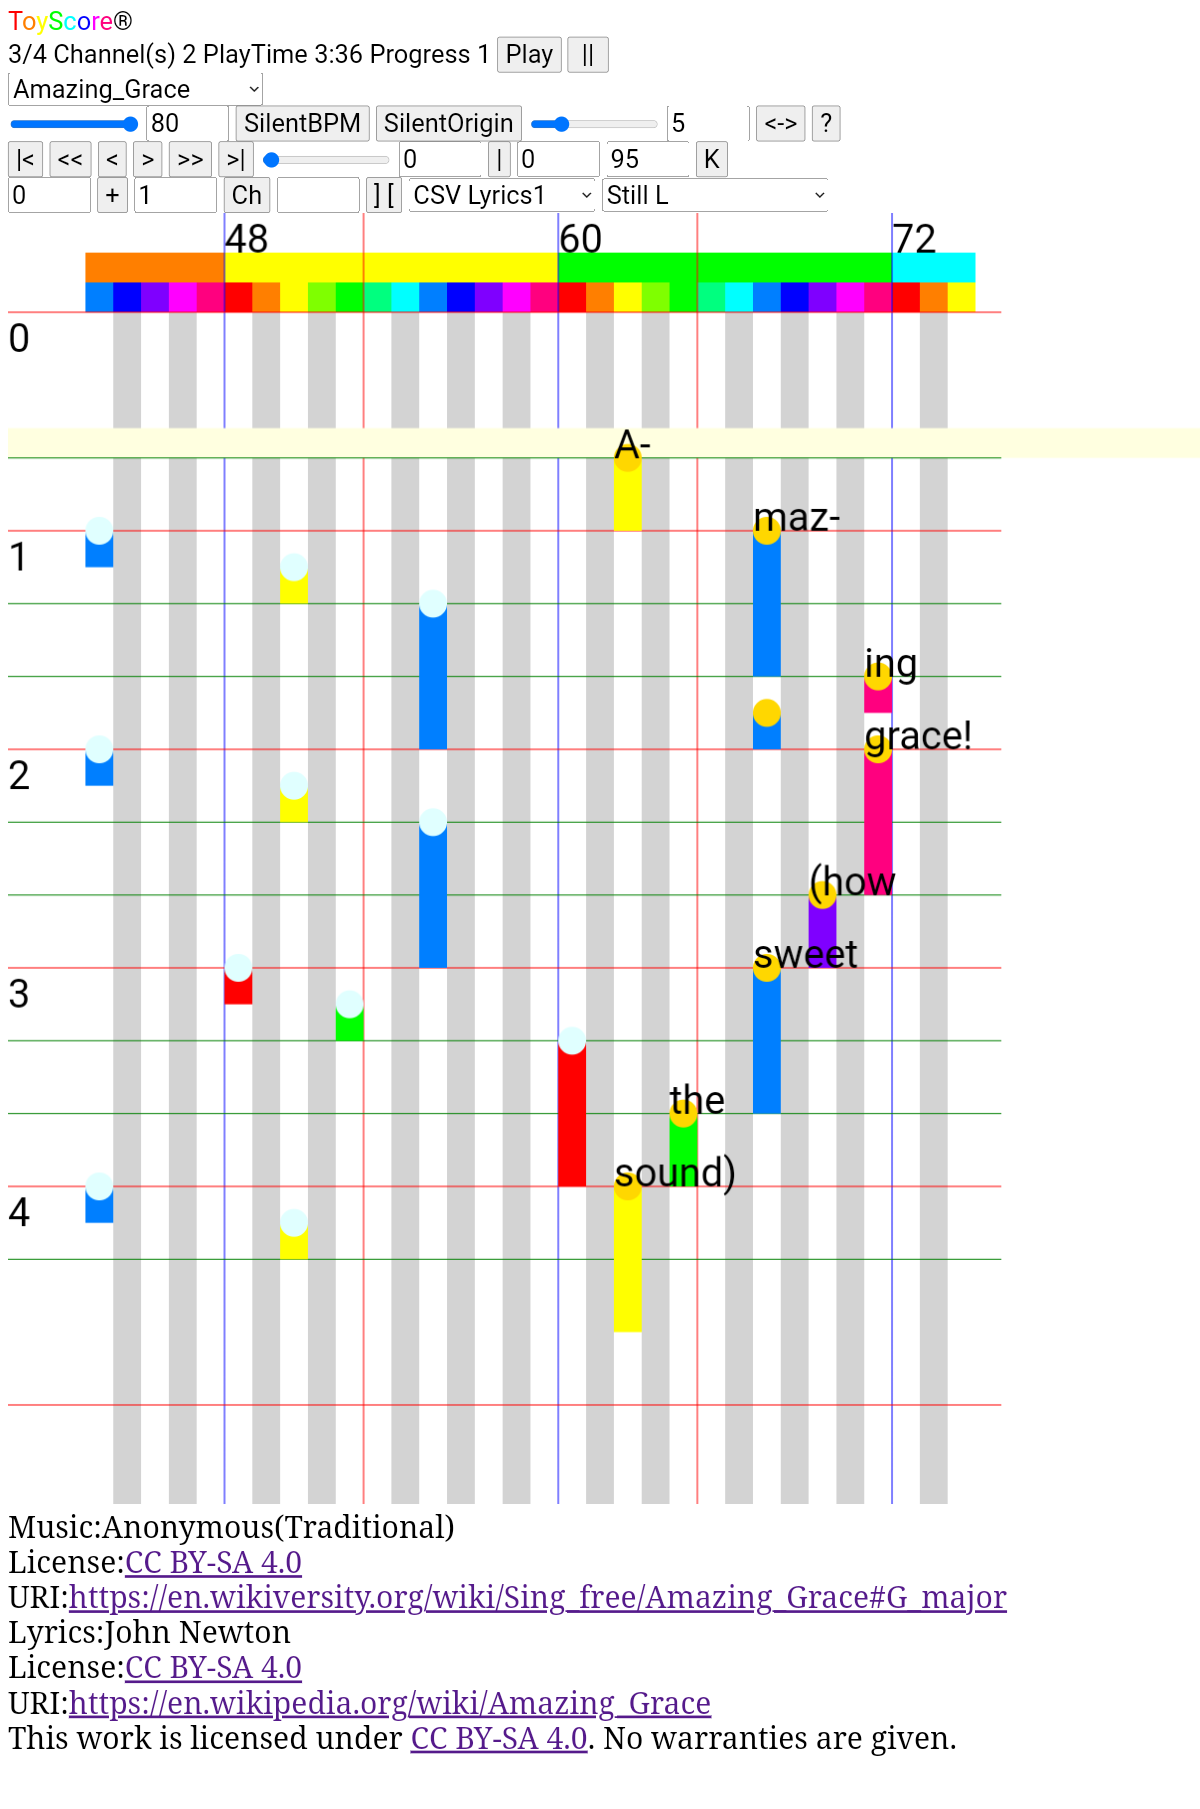 ToyScore®
3/4 Channel(s) 2 PlayTime 3:36 Progress 1 Play ||
Amazing_Grace
80 SilentBPM SilentOrigin 5 <-> ?
|< << < > >> >| 0 | 0 95 K
0 + 1 Ch ] [ CSV Lyrics1 Still L
48 60 72
0
A-
maz-
1
ing
grace!
2
(how
sweet
3
the
sound)
4
Music:Anonymous(Traditional)
License:CC BY-SA 4.0
URI:https://en.wikiversity.org/wiki/Sing_free/Amazing_Grace#G_major
Lyrics:John Newton
License:CC BY-SA 4.0
URI:https://en.wikipedia.org/wiki/Amazing_Grace
This work is licensed under CC BY-SA 4.0. No warranties are given.